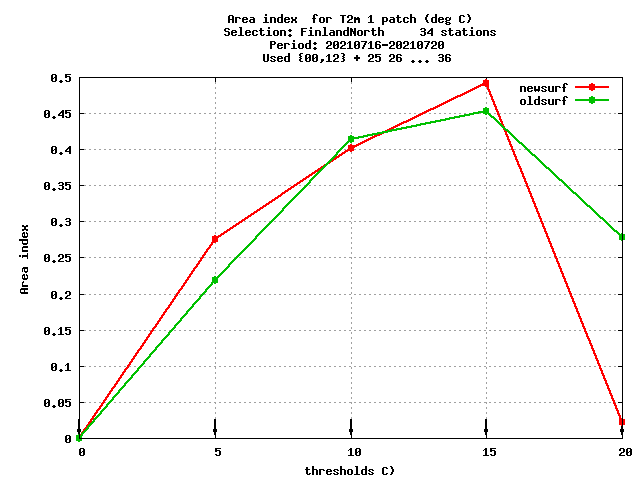 Area index  for T2m 1 patch (deg C)
Selection: FinlandNorth     34 stations
Period: 20210716-20210720
Used {00,12} + 25 26 ... 36
newsurf
oldsurf
0.5
0.45
0.4
0.35
0.3
0.25
0.2
0.15
0.1
0.05
0
Area index
0 5 10 15 20
thresholds C)